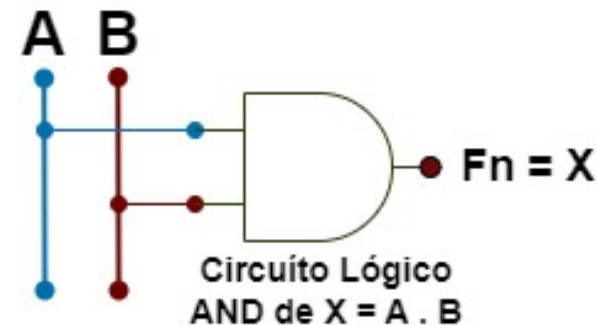 A B
Fn = X
Circuíto Lógico
AND de X = A . B